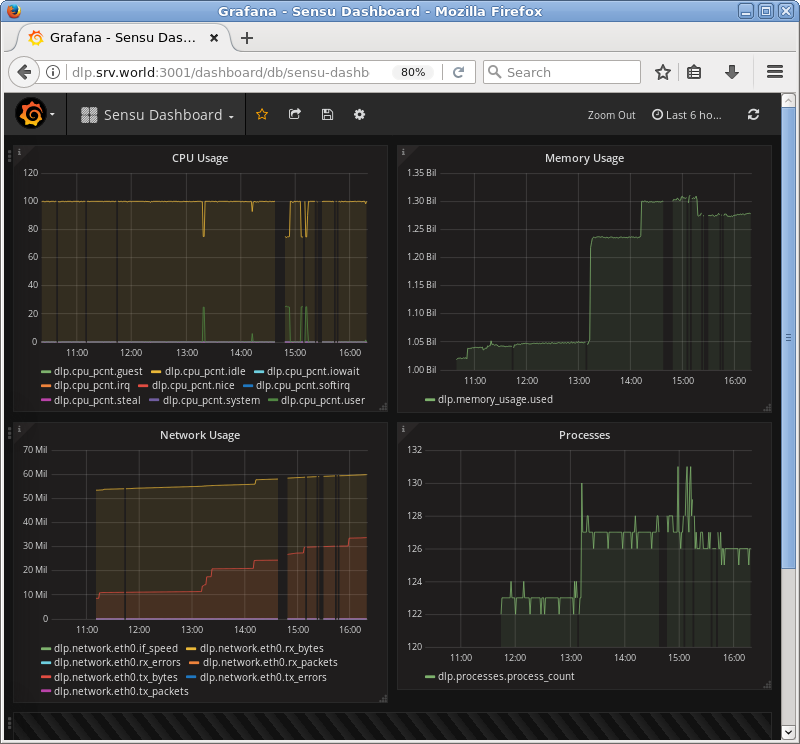 Grafana - Sensu Dashboard - Mozilla Firefox
Grafana - Sensu Das...
dlp.srv.world:3001/dashboard/db/sensu-dashb 80% Search
Sensu Dashboard Zoom Out Last 6 ho...
CPU Usage
120
100
80
60
40
20
0
11:00 12:00 13:00 14:00 15:00 16:00
dlp.cpu_pcnt.guest dlp.cpu_pcnt.idle dlp.cpu_pcnt.iowait
dlp.cpu_pcnt.irq dlp.cpu_pcnt.nice dlp.cpu_pcnt.softirq
dlp.cpu_pcnt.steal dlp.cpu_pcnt.system dlp.cpu_pcnt.user
Memory Usage
1.35 Bil
1.30 Bil
1.25 Bil
1.20 Bil
1.15 Bil
1.10 Bil
1.05 Bil
1.00 Bil
11:00 12:00 13:00 14:00 15:00 16:00
dlp.memory_usage.used
Network Usage
70 Mil
60 Mil
50 Mil
40 Mil
30 Mil
20 Mil
10 Mil
0
11:00 12:00 13:00 14:00 15:00 16:00
dlp.network.eth0.if_speed dlp.network.eth0.rx_bytes
dlp.network.eth0.rx_errors dlp.network.eth0.rx_packets
dlp.network.eth0.tx_bytes dlp.network.eth0.tx_errors
dlp.network.eth0.tx_packets
Processes
132
130
128
126
124
122
120
11:00 12:00 13:00 14:00 15:00 16:00
dlp.processes.process_count